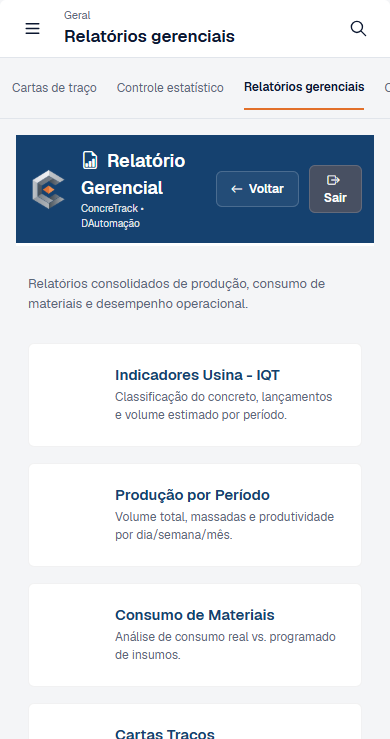 Geral
Relatórios gerenciais
Cartas de traço
Controle estatístico
Relatórios gerenciais
Relatório
Gerencial
ConcreTrack •
DAutomação
← Voltar
Sair
Relatórios consolidados de produção, consumo de
materiais e desempenho operacional.
Indicadores Usina - IQT
Classificação do concreto, lançamentos
e volume estimado por período.
Produção por Período
Volume total, massadas e produtividade
por dia/semana/mês.
Consumo de Materiais
Análise de consumo real vs. programado
de insumos.
Cartas Traços